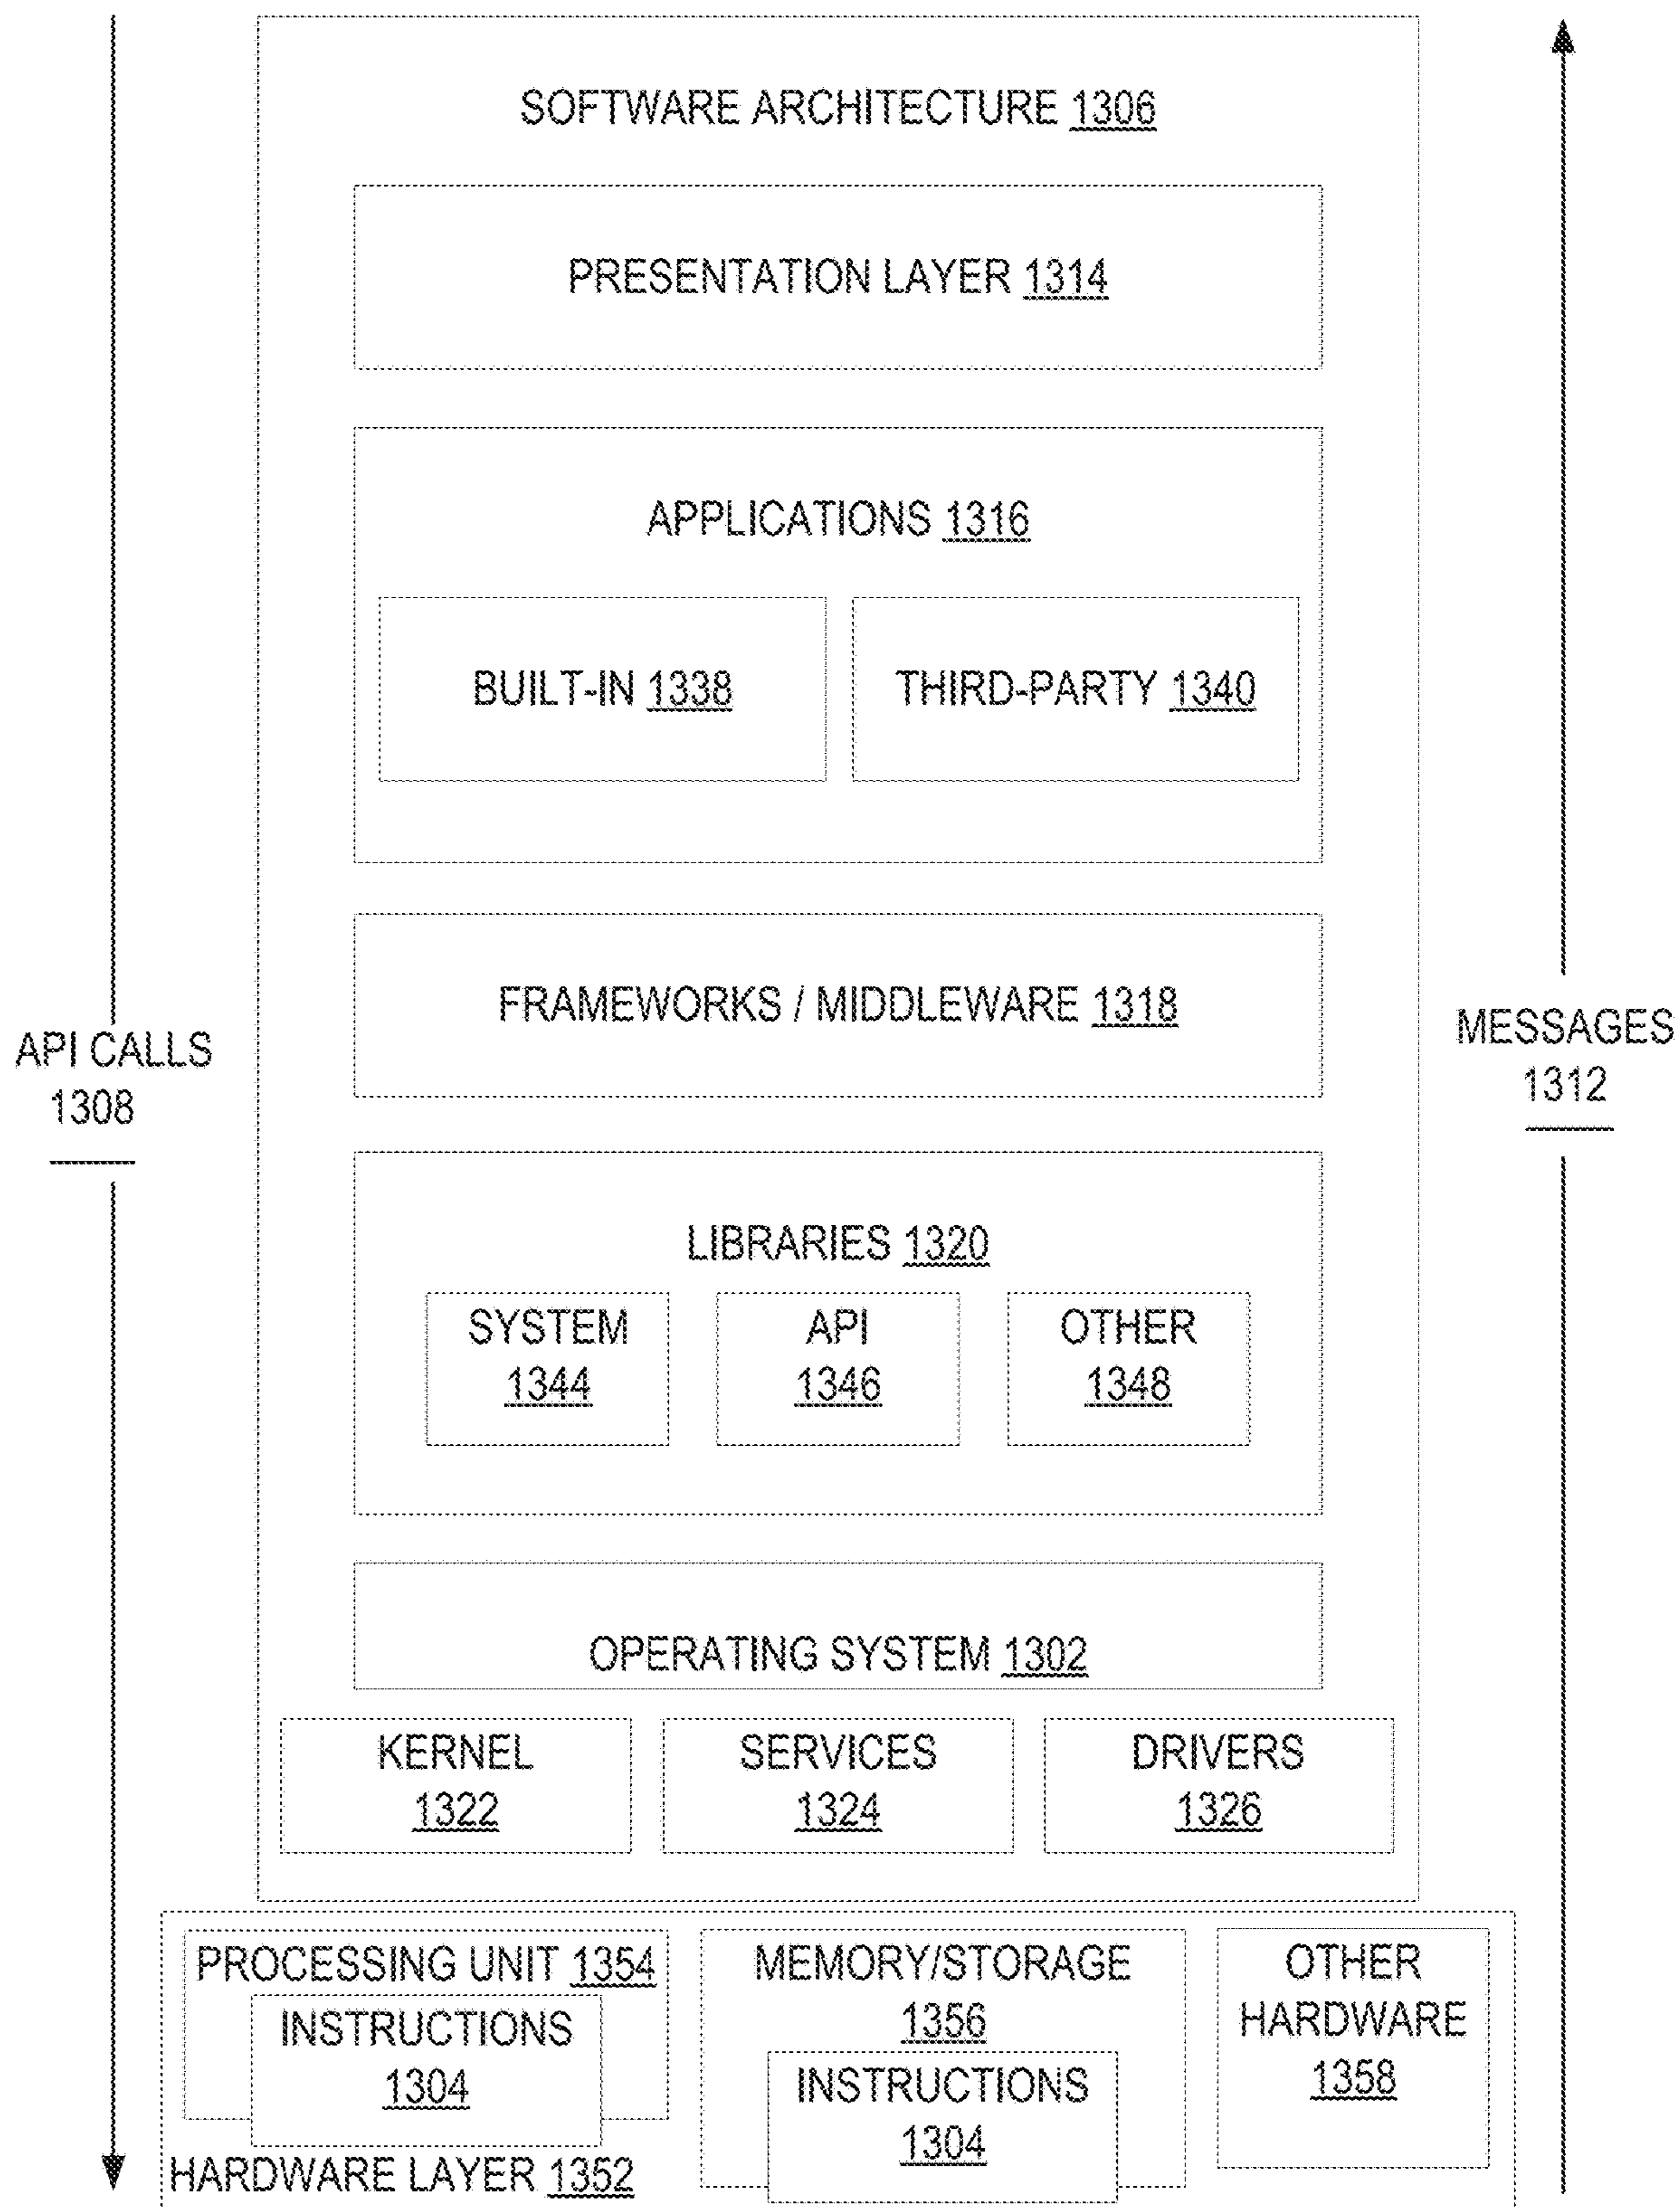 SOFTWARE ARCHITECTURE 1306
PRESENTATION LAYER 1314
APPLICATIONS 1316
BUILT-IN 1338
THIRD-PARTY 1340
FRAMEWORKS / MIDDLEWARE 1318
API CALLS
1308
MESSAGES
1312
LIBRARIES 1320
SYSTEM
1344
API
1346
OTHER
1348
OPERATING SYSTEM 1302
KERNEL
1322
SERVICES
1324
DRIVERS
1326
PROCESSING UNIT 1354
INSTRUCTIONS
1304
MEMORY/STORAGE
1356
INSTRUCTIONS
1304
OTHER
HARDWARE
1358
HARDWARE LAYER 1352